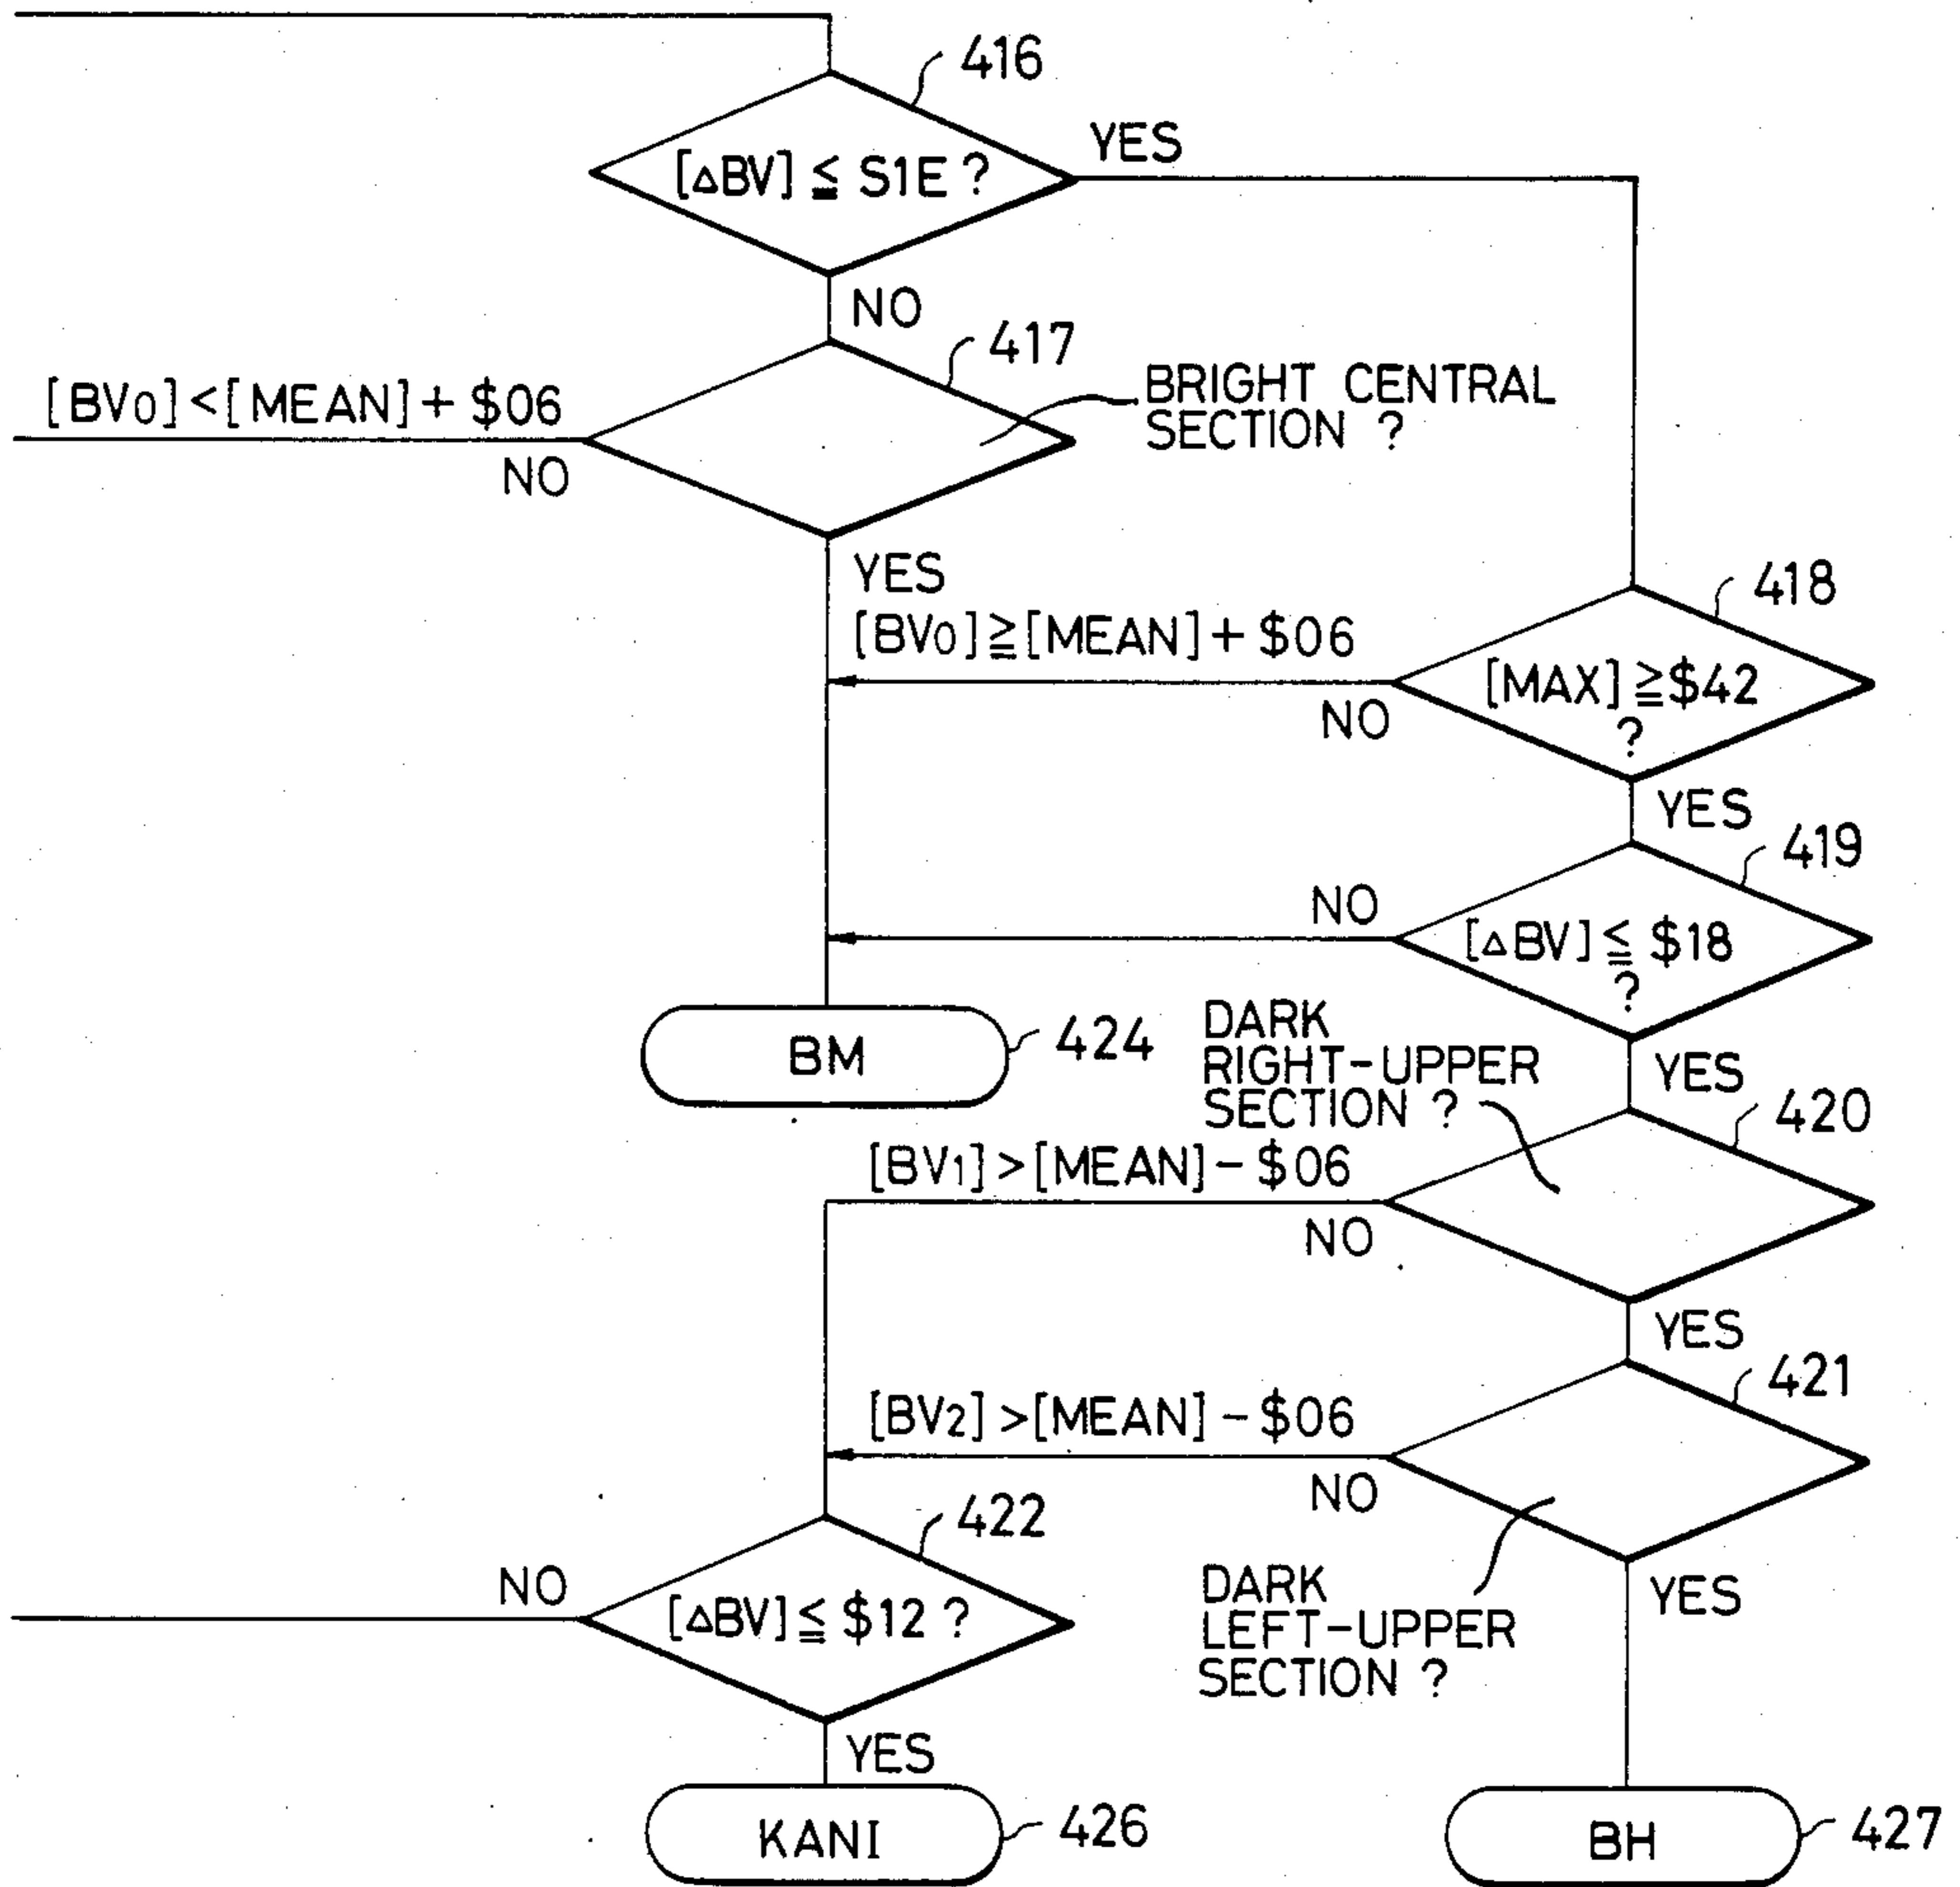 416
[ΔBV] ≦ S1E ?
YES
NO
417
BRIGHT CENTRAL
SECTION ?
[BV0] < [MEAN] + $06
NO
YES
[BV0] ≧ [MEAN] + $06
418
[MAX] ≧ $42
?
NO
YES
419
[ΔBV] ≦ $18
?
NO
YES
BM
424
DARK
RIGHT-UPPER
SECTION ?
420
[BV1] > [MEAN] - $06
NO
YES
421
[BV2] > [MEAN] - $06
NO
YES
DARK
LEFT-UPPER
SECTION ?
422
[ΔBV] ≦ $12 ?
NO
YES
KANI
426
BH
427